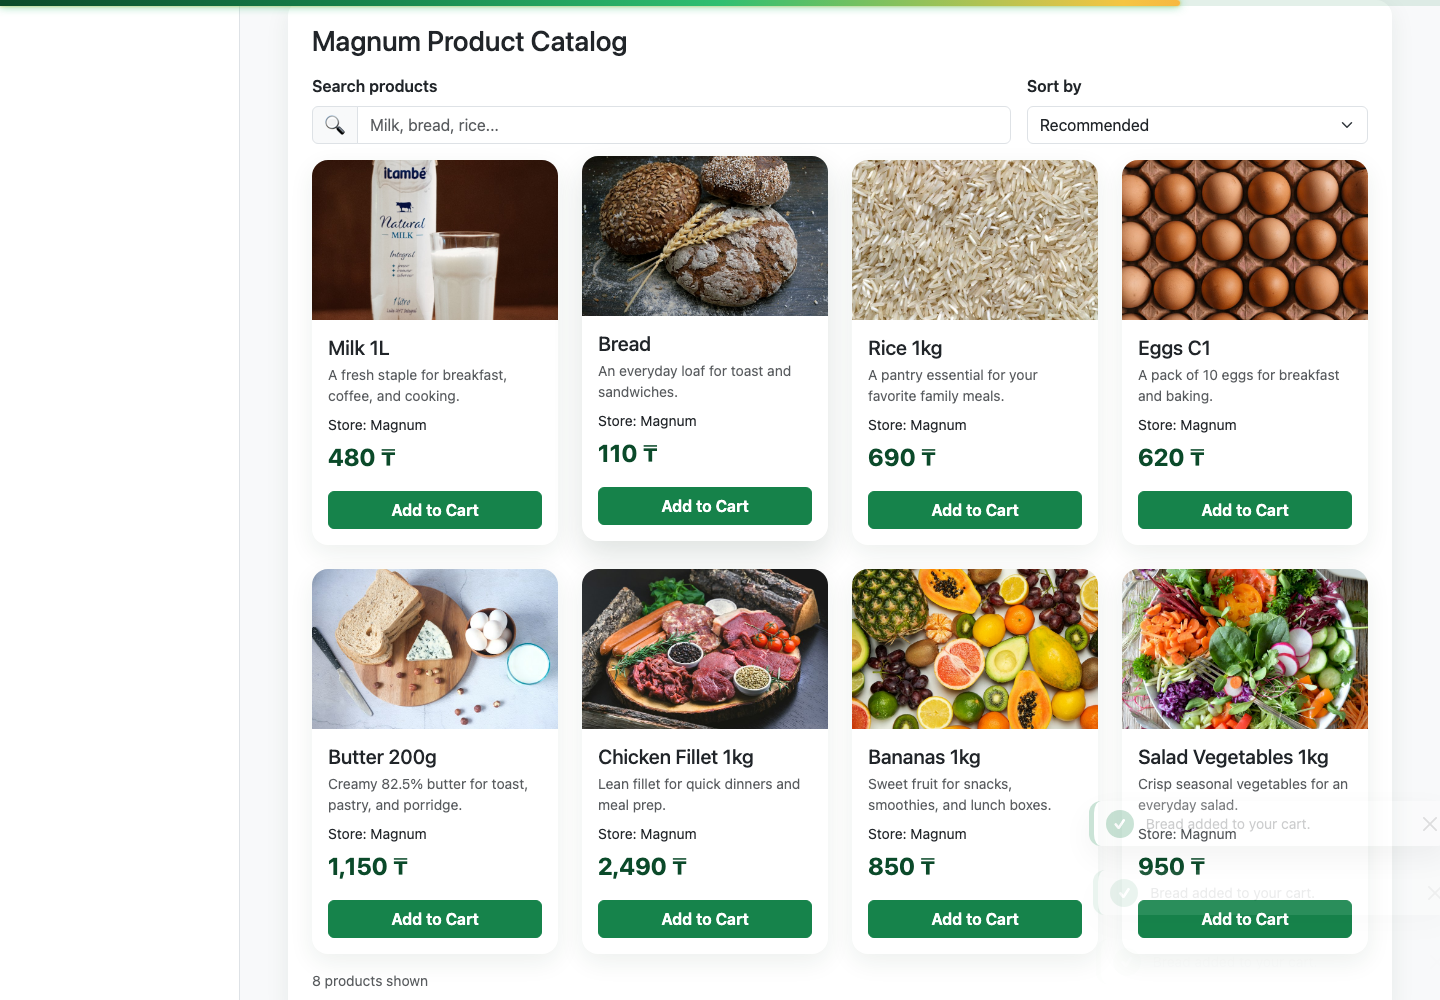 Magnum Product Catalog
Search products
Sort by
Milk, bread, rice...
Recommended
itambé
Natural
MILK
Integral
Nitro
Milk 1L
A fresh staple for breakfast,
coffee, and cooking.
Store: Magnum
480 ₸
Add to Cart
Bread
An everyday loaf for toast and
sandwiches.
Store: Magnum
110 ₸
Add to Cart
Rice 1kg
A pantry essential for your
favorite family meals.
Store: Magnum
690 ₸
Add to Cart
Eggs C1
A pack of 10 eggs for breakfast
and baking.
Store: Magnum
620 ₸
Add to Cart
Butter 200g
Creamy 82.5% butter for toast,
pastry, and porridge.
Store: Magnum
1,150 ₸
Add to Cart
Chicken Fillet 1kg
Lean fillet for quick dinners and
meal prep.
Store: Magnum
2,490 ₸
Add to Cart
Bananas 1kg
Sweet fruit for snacks,
smoothies, and lunch boxes.
Store: Magnum
850 ₸
Add to Cart
Salad Vegetables 1kg
Crisp seasonal vegetables for an
everyday salad.
Store: Magnum
950 ₸
Add to Cart
Bread added to your cart.
Bread added to your cart.
8 products shown